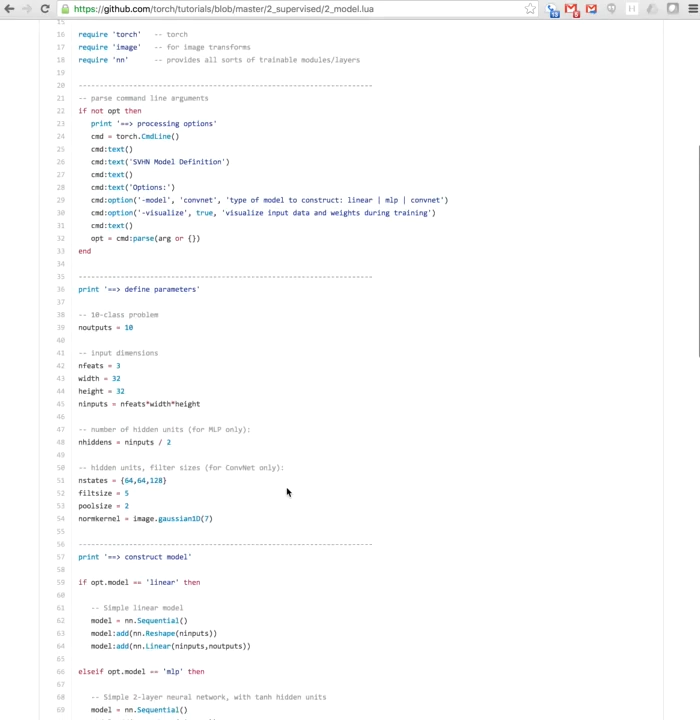 https://github.com/torch/tutorials/blob/master/2_supervised/2_model.lua
15
16 require 'torch' -- torch
17 require 'image' -- for image transforms
18 require 'nn' -- provides all sorts of trainable modules/layers
19
20 ----------------------------------------------------------------------
21 -- parse command line arguments
22 if not opt then
23 print '==> processing options'
24 cmd = torch.CmdLine()
25 cmd:text()
26 cmd:text('SVHN Model Definition')
27 cmd:text()
28 cmd:text('Options:')
29 cmd:option('-model', 'convnet', 'type of model to construct: linear | mlp | convnet')
30 cmd:option('-visualize', true, 'visualize input data and weights during training')
31 cmd:text()
32 opt = cmd:parse(arg or {})
33 end
34
35 ----------------------------------------------------------------------
36 print '==> define parameters'
37
38 -- 10-class problem
39 noutputs = 10
40
41 -- input dimensions
42 nfeats = 3
43 width = 32
44 height = 32
45 ninputs = nfeats*width*height
46
47 -- number of hidden units (for MLP only):
48 nhiddens = ninputs / 2
49
50 -- hidden units, filter sizes (for ConvNet only):
51 nstates = {64,64,128}
52 filtsize = 5
53 poolsize = 2
54 normkernel = image.gaussian1D(7)
55
56 ----------------------------------------------------------------------
57 print '==> construct model'
58
59 if opt.model == 'linear' then
60
61 -- Simple linear model
62 model = nn.Sequential()
63 model:add(nn.Reshape(ninputs))
64 model:add(nn.Linear(ninputs,noutputs))
65
66 elseif opt.model == 'mlp' then
67
68 -- Simple 2-layer neural network, with tanh hidden units
69 model = nn.Sequential()